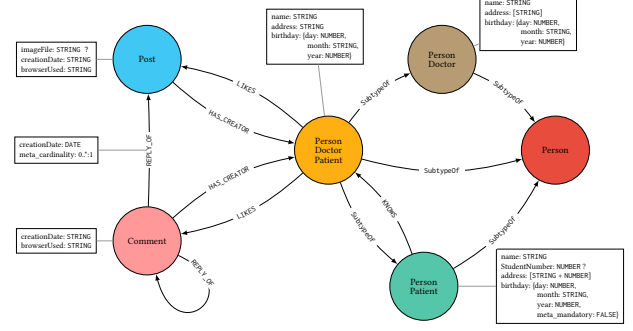 name: STRING
address: STRING
birthday: {day: NUMBER,
month: STRING,
year: NUMBER}
name: STRING
address: [STRING]
birthday: {day: NUMBER,
month: STRING,
year: NUMBER}
imageFile: STRING ?
creationDate: STRING
browserUsed: STRING
Post
Person
Doctor
LIKES
SubtypeOf
SubtypeOf
HAS_CREATOR
creationDate: DATE
meta_cardinality: 0..*:1
REPLY_OF
Person
Doctor
Patient
Person
SubtypeOf
HAS_CREATOR
KNOWS
LIKES
SubtypeOf
SubtypeOf
creationDate: STRING
browserUsed: STRING
Comment
REPLY_OF
Person
Patient
name: STRING
StudentNumber: NUMBER ?
address: [STRING + NUMBER]
birthday: {day: NUMBER,
month: STRING,
year: NUMBER,
meta_mandatory: FALSE}